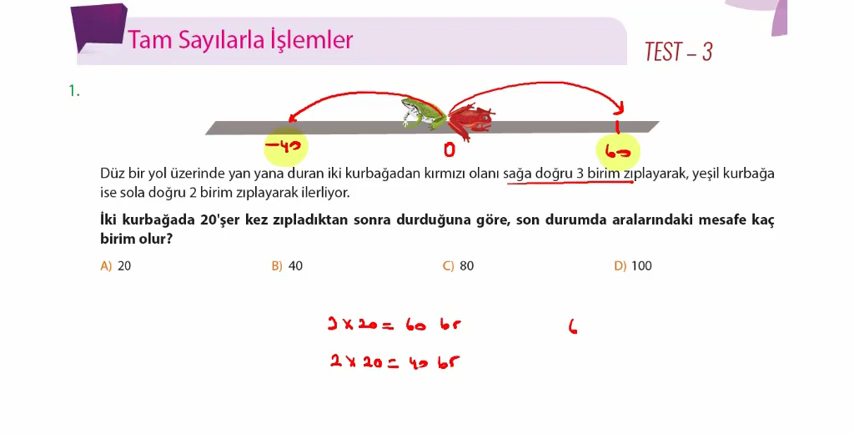 Tam Sayılarla İşlemler
TEST – 3
1.
-40
0
60
Düz bir yol üzerinde yan yana duran iki kurbağadan kırmızı olanı sağa doğru 3 birim zıplayarak, yeşil kurbağa
ise sola doğru 2 birim zıplayarak ilerliyor.
İki kurbağada 20'şer kez zıpladıktan sonra durduğuna göre, son durumda aralarındaki mesafe kaç
birim olur?
A) 20 B) 40 C) 80 D) 100
3 x 20 = 60 br 6
2 x 20 = 40 br